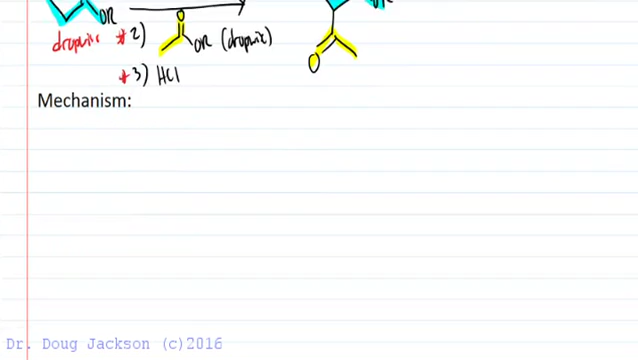 OR
O
dropwise *2) OR (dropwise)
*3) HCl
O
Mechanism:
Dr. Doug Jackson (c)2016